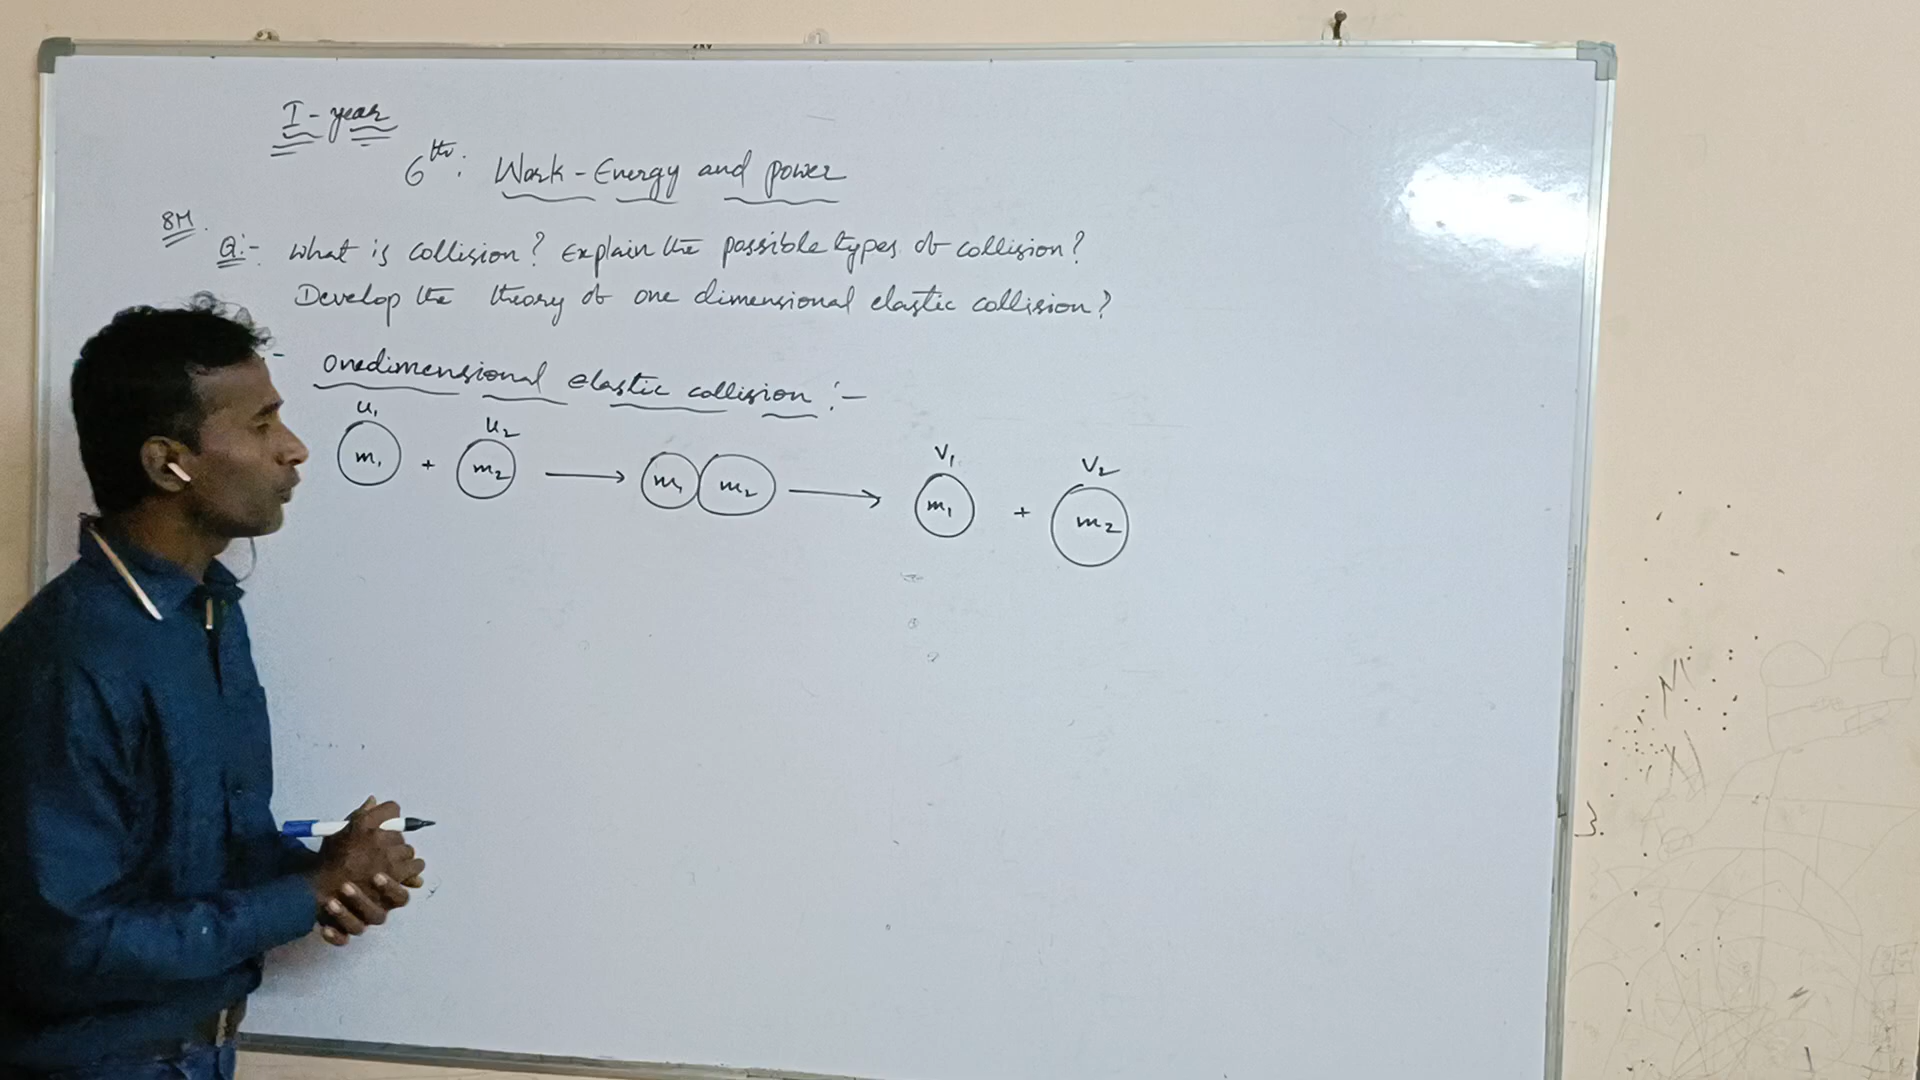 I - year
6th: Work - Energy and power
8M.
Q:- What is collision? Explain the possible types of collision?
Develop the theory of one dimensional elastic collision?
:- Onedimensional elastic collision :-
u1 u2 v1 v2
m1 + m2 → m1 m2 → m1 + m2
3.